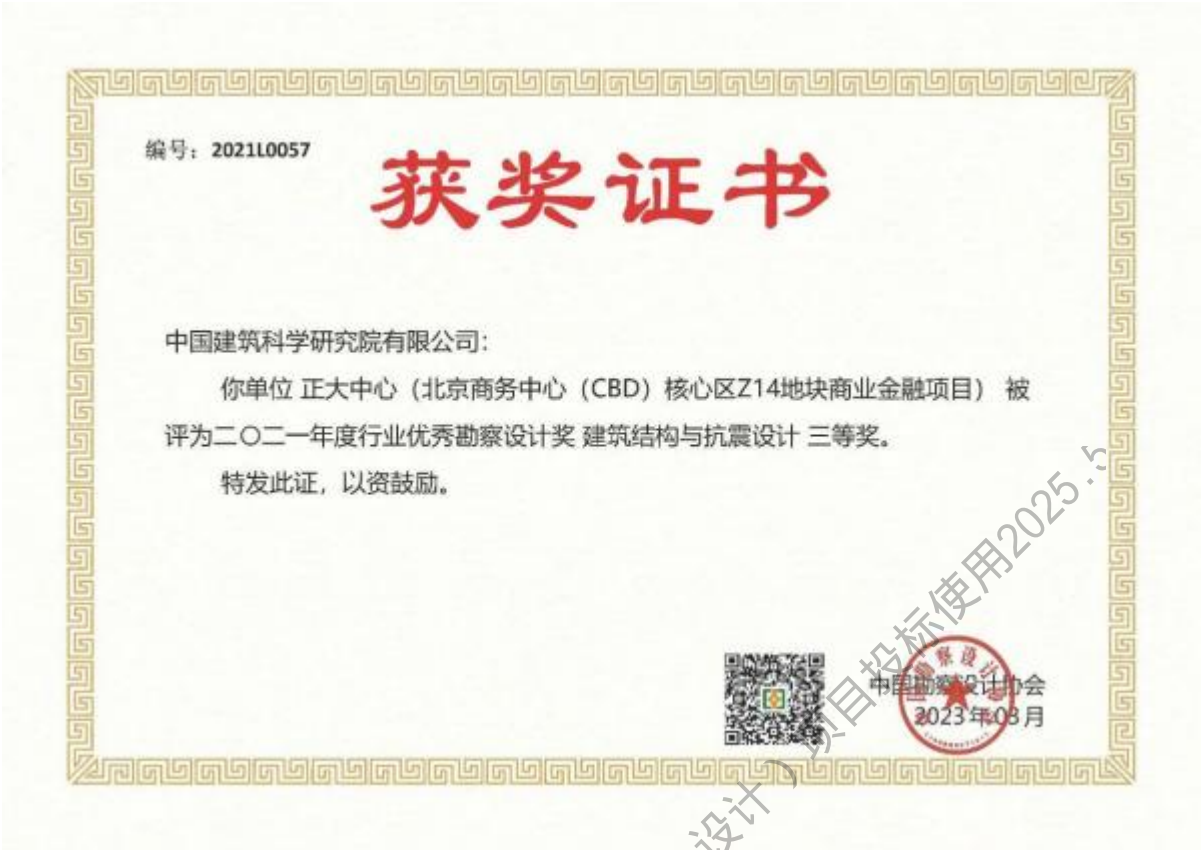 编号：2021L0057
获奖证书
中国建筑科学研究院有限公司：
你单位 正大中心（北京商务中心（CBD）核心区Z14地块商业金融项目） 被
评为二〇二一年度行业优秀勘察设计奖 建筑结构与抗震设计 三等奖。
特发此证，以资鼓励。
中国勘察设计协会
2023年03月
设计）项目投标使用2025.5